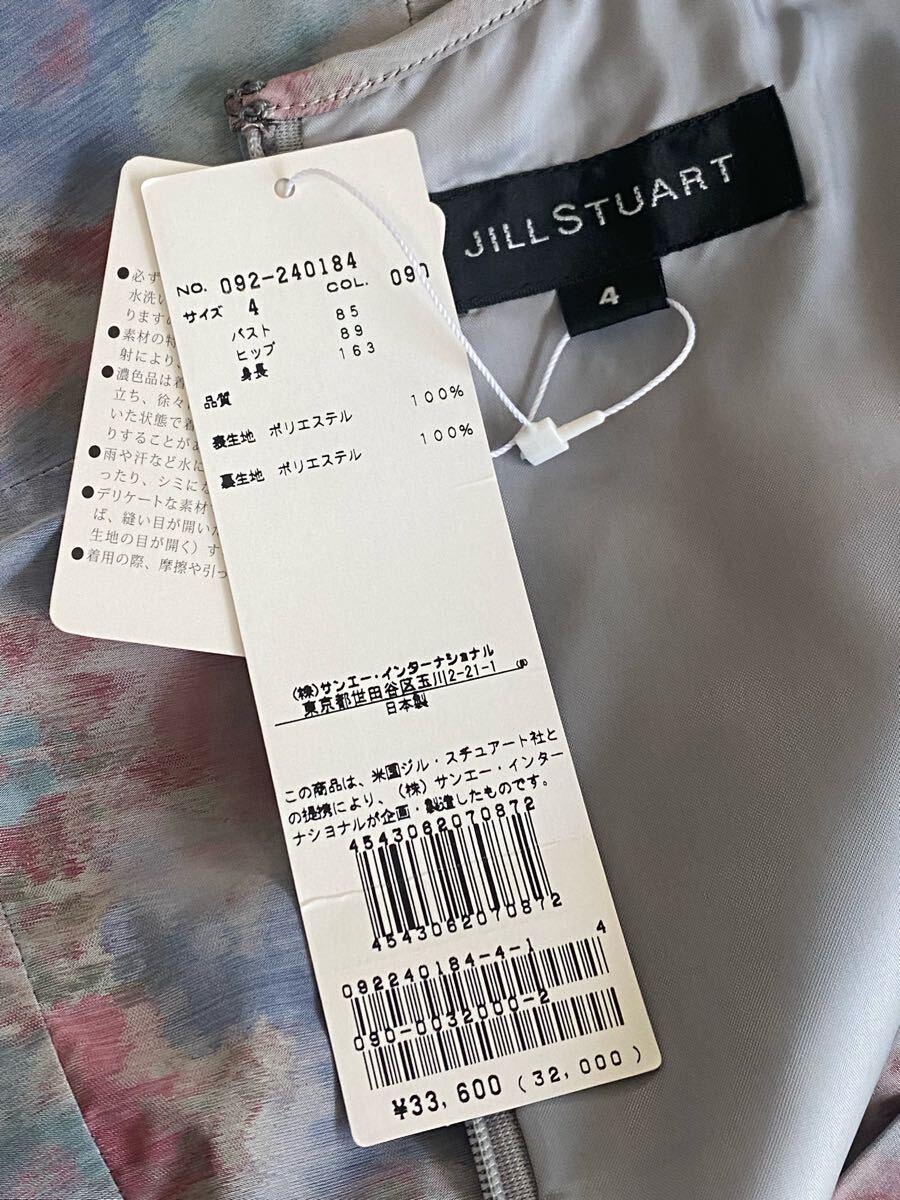 JILLSTUART
4
NO. 092-240184 COL. 090
サイズ 4
バスト 85
ヒップ 89
身長 163
品質
表生地 ポリエステル 100%
裏生地 ポリエステル 100%
(株)サンエー・インターナショナル
東京都世田谷区玉川2-21-1
日本製
この商品は、米国ジル・スチュアート社と
の提携により、(株)サンエー・インター
ナショナルが企画・製造したものです。
4543062070872
4543062070872
092240184-4-1 4
090-0032000-2
¥33,600 (32,000)
●必ず
水洗い
ります
●素材の特
射により、
●濃色品は着
立ち、徐々
いた状態で着
りすることが
●雨や汗など水に
ったり、シミにな
●デリケートな素材
ば、縫い目が開いた
生地の目が開く)す
●着用の際、摩擦や引っ